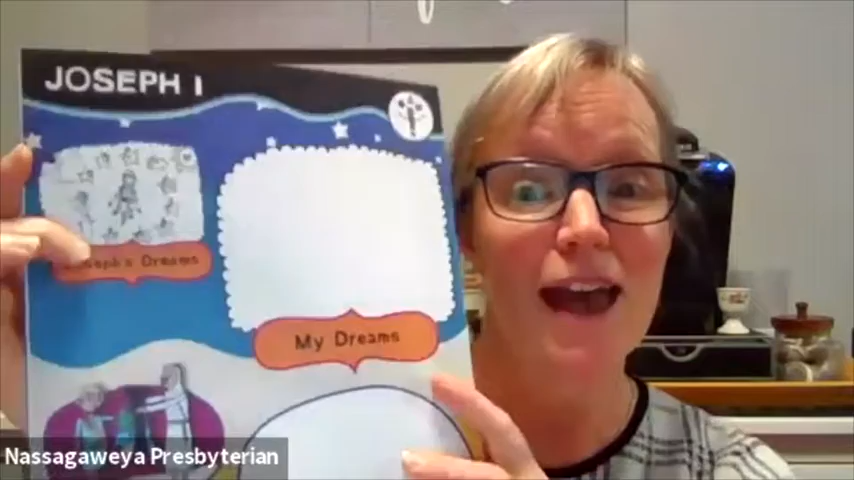 JOSEPH I
Joseph's Dreams
My Dreams
Nassagaweya Presbyterian